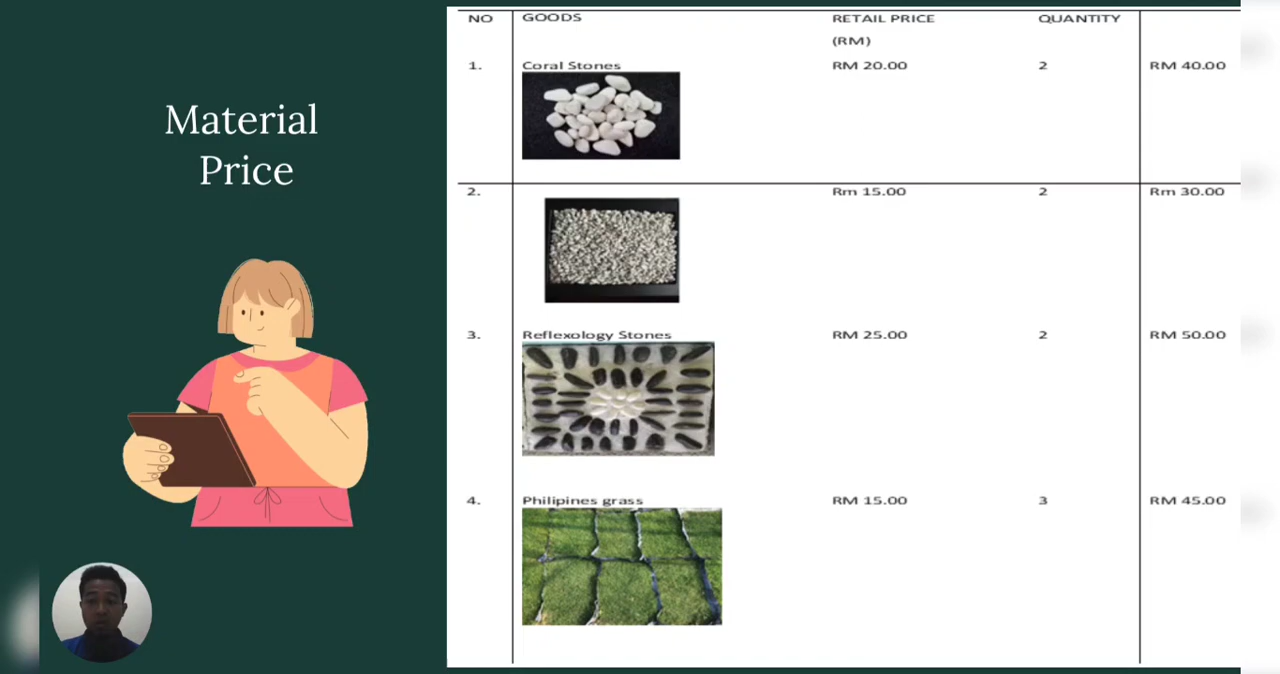 Material
Price
NO GOODS RETAIL PRICE QUANTITY
(RM)
1. Coral Stones RM 20.00 2 RM 40.00
2. Rm 15.00 2 Rm 30.00
3. Reflexology Stones RM 25.00 2 RM 50.00
4. Philipines grass RM 15.00 3 RM 45.00